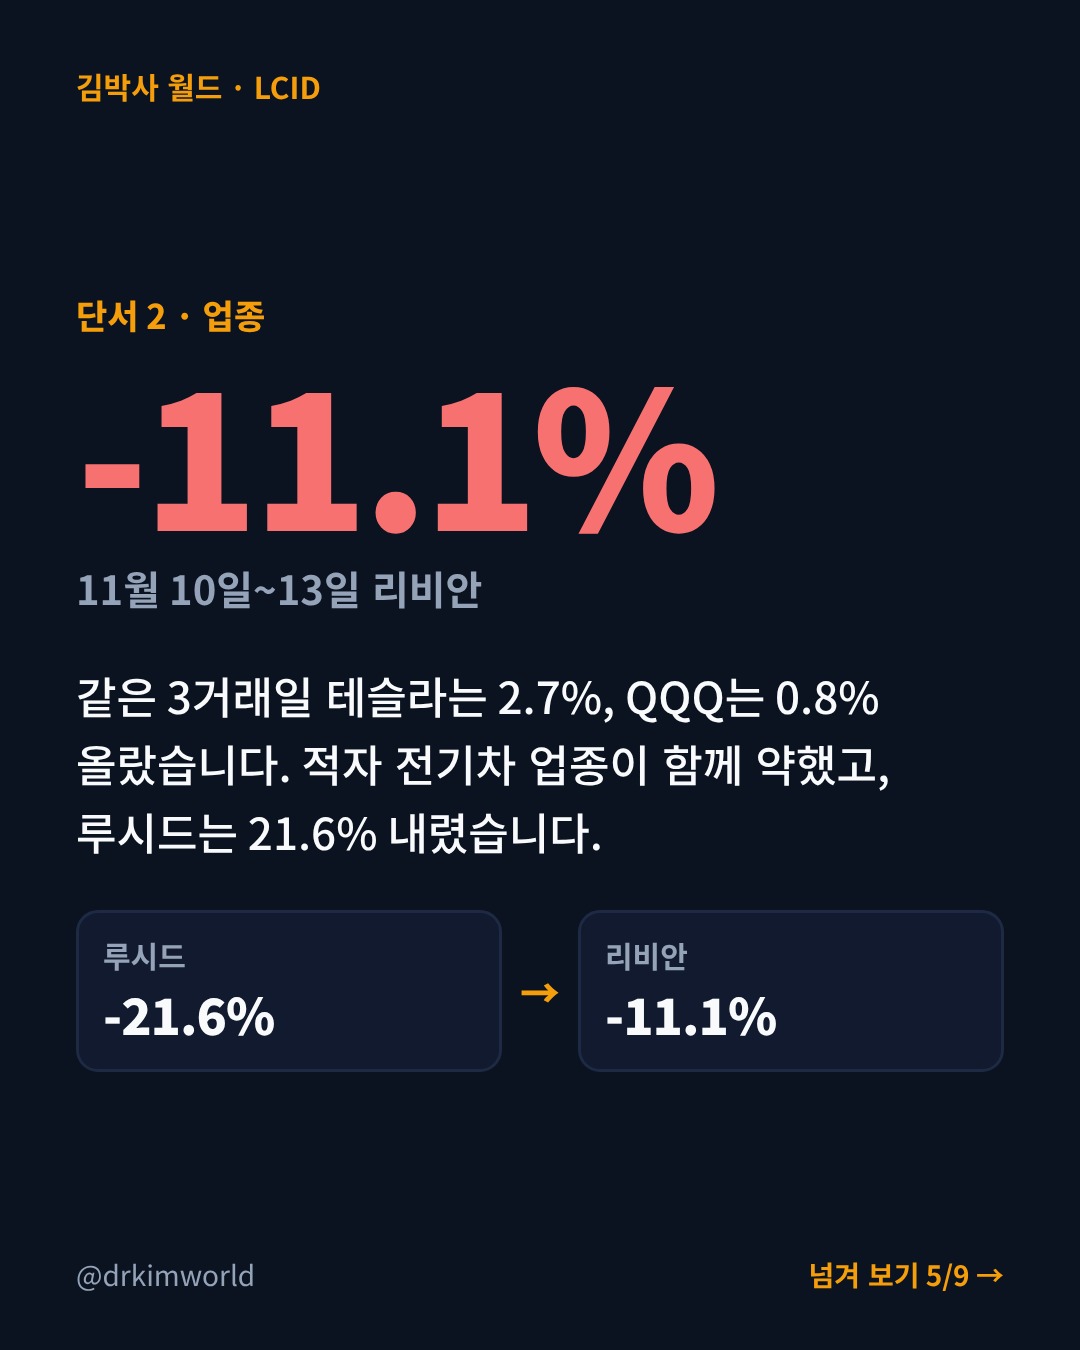 김박사 월드 · LCID
단서 2 · 업종
-11.1%
11월 10일~13일 리비안
같은 3거래일 테슬라는 2.7%, QQQ는 0.8%
올랐습니다. 적자 전기차 업종이 함께 약했고,
루시드는 21.6% 내렸습니다.
루시드
-21.6%
→
리비안
-11.1%
@drkimworld
넘겨 보기 5/9 →